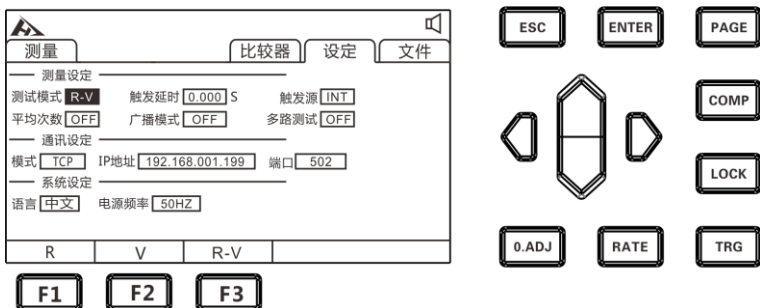 测量 比较器 设定 文件
测量设定
测试模式 R-V 触发延时 0.000 S 触发源 INT
平均次数 OFF 广播模式 OFF 多路测试 OFF
通讯设定
模式 TCP IP地址 192.168.001.199 端口 502
系统设定
语言 中文 电源频率 50HZ
R V R-V
F1 F2 F3
ESC ENTER PAGE
COMP
LOCK
0.ADJ RATE TRG